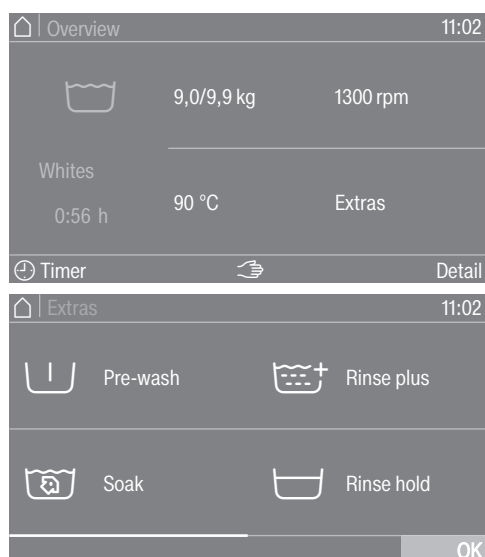 Overview 11:02
9,0/9,9 kg 1300 rpm
Whites
0:56 h
90 °C Extras
Timer Detail
Extras 11:02
Pre-wash Rinse plus
Soak Rinse hold
OK